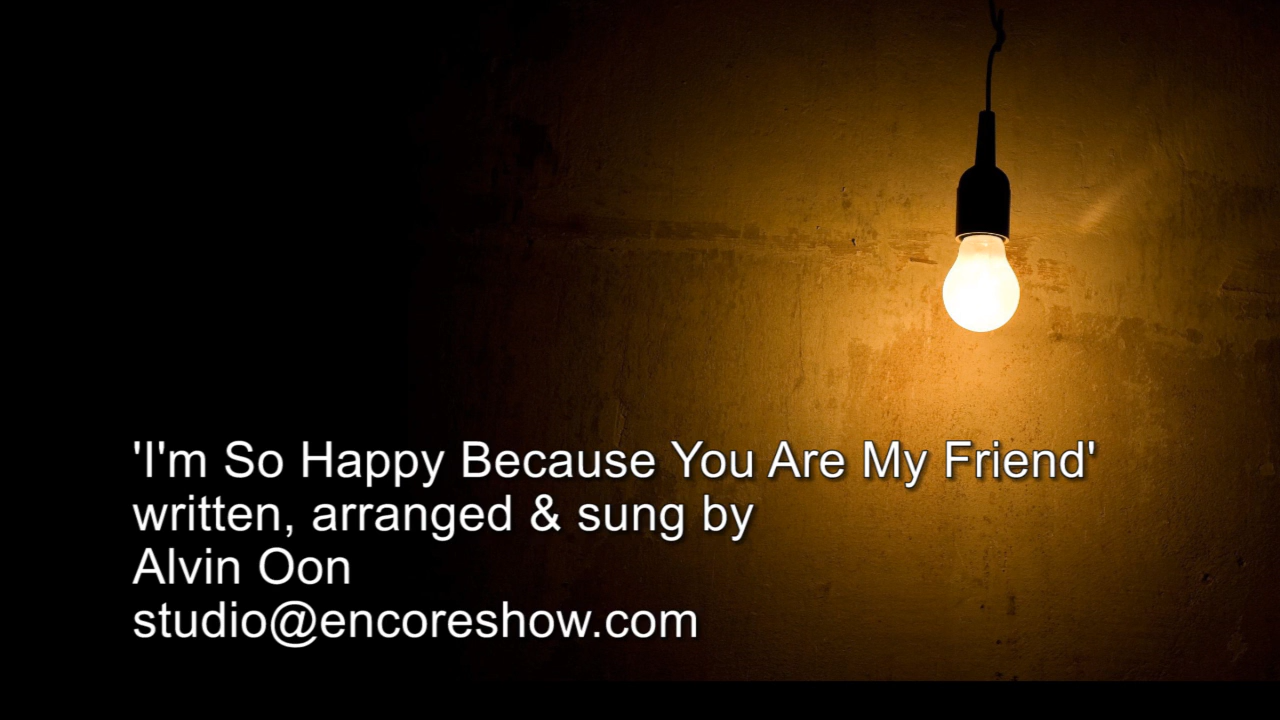 'I'm So Happy Because You Are My Friend'
written, arranged & sung by
Alvin Oon
studio@encoreshow.com